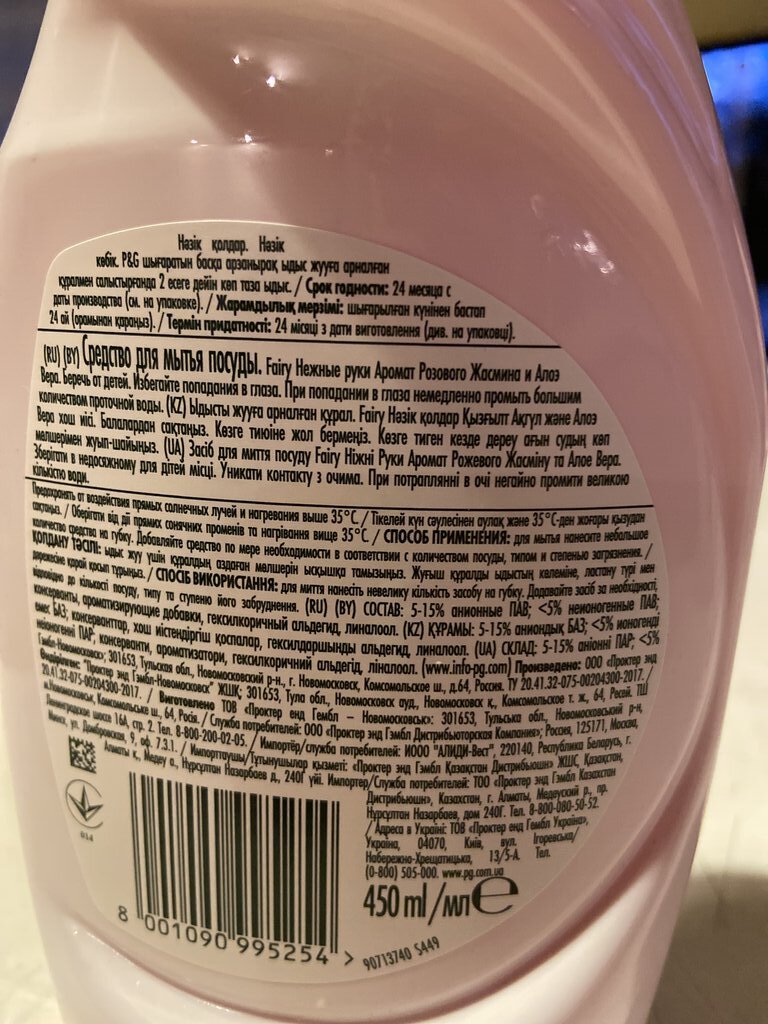 Нәзік қолдар. Нәзік
көбік. P&G шығаратын басқа арзанырақ ыдыс жууға арналған
құралмен салыстырғанда 2 есеге дейін көп таза ыдыс. / Срок годности: 24 месяца с
даты производства (см. на упаковке). / Жарамдылық мерзімі: шығарылған күнінен бастап
24 ай (орамынан қараңыз). / Термін придатності: 24 місяці з дати виготовлення (див. на упаковці).
(RU) (BY) Средство для мытья посуды. Fairy Нежные руки Аромат Розового Жасмина и Алоэ
Вера. Беречь от детей. Избегайте попадания в глаза. При попадании в глаза немедленно промыть большим
количеством проточной воды. (KZ) Ыдысты жууға арналған құрал. Fairy Нәзік қолдар Қызғылт Ақгүл және Алоэ
Вера хош иісі. Балалардан сақтаңыз. Көзге тиюіне жол бермеңіз. Көзге тиген кезде дереу ағын судың көп
мөлшерімен жуып-шайыңыз. (UA) Засіб для миття посуду Fairy Ніжні Руки Аромат Рожевого Жасміну та Алое Вера.
Зберігати в недосяжному для дітей місці. Уникати контакту з очима. При потраплянні в очі негайно промити великою
кількістю води.
Предохранять от воздействия прямых солнечных лучей и нагревания выше 35°C. / Тікелей күн сәулесінен аулақ және 35°C-ден жоғары қызудан
сақтаңыз. / Оберігати від дії прямих сонячних променів та нагрівання вище 35°C. / СПОСОБ ПРИМЕНЕНИЯ: для мытья нанесите небольшое
количество средства на губку. Добавляйте средство по мере необходимости в соответствии с количеством посуды, типом и степенью загрязнения. /
ҚОЛДАНУ ТӘСІЛІ: ыдыс жуу үшін құралдың аздаған мөлшерін ысқышқа тамызыңыз. Жуғыш құралды ыдыстың көлеміне, ластану түрі мен
дәрежесіне қарай қосып тұрыңыз. / СПОСІБ ВИКОРИСТАННЯ: для миття нанесіть невелику кількість засобу на губку. Додавайте засіб за необхідності,
відповідно до кількості посуду, типу та ступеню його забруднення. (RU) (BY) СОСТАВ: 5-15% анионные ПАВ; <5% неионогенные ПАВ;
консерванты, ароматизирующие добавки, гексилкоричный альдегид, линалоол. (KZ) ҚҰРАМЫ: 5-15% аниондық БАЗ; <5% ионогенді
емес БАЗ; консерванттар, хош иістендіргіш қоспалар, гексилдаршынды альдегид, линалоол. (UA) СКЛАД: 5-15% аніонні ПАР; <5%
неіоногенні ПАР; консерванти, ароматизатори, гексилкоричний альдегід, ліналоол. (www.info-pg.com) Произведено: ООО «Проктер энд
Гэмбл-Новомосковск»; 301653, Тульская обл., Новомосковский р-н, г. Новомосковск, Комсомольское ш., д.64, Россия. ТУ 20.41.32-075-00204300-2017. /
"Проктер энд Гэмбл-Новомосковск" ЖШҚ; 301653, Тула обл., Новомосковск ауд., Новомосковск қ., Комсомольское т. ж., 64, Ресей. ТШ
20.41.32-075-00204300-2017. / Виготовлено ТОВ «Проктер енд Гембл – Новомосковськ»: 301653, Тульська обл., Новомосковський р-н,
м.Новомосковськ, Комсомольське ш., 64, Росія. / Служба потребителей: ООО «Проктер энд Гэмбл Дистрибьюторская Компания»; Россия, 125171, Москва,
Ленинградское шоссе 16А, стр. 2. Тел. 8-800-200-02-05. / Импортёр/служба потребителей: ИООО "АЛИДИ-Вест", 220140, Республика Беларусь, г.
Минск, ул. Домбровская, 9, оф. 7.3.1. / Импорттаушы/Тұтынушылар қызметі: «Проктер энд Гэмбл Қазақстан Дистрибьюшн» ЖШС, Қазақстан,
Алматы қ., Медеу а., Нұрсұлтан Назарбаев д., 240Г үйі. Импортер/Служба потребителей: ТОО «Проктер энд Гэмбл Казахстан
Дистрибьюшн», Казахстан, г. Алматы, Медеуский р., пр.
Нурсултан Назарбаев, дом 240Г. Тел. 8-800-080-50-52.
/ Адреса в Україні: ТОВ «Проктер енд Гембл Україна»,
Україна, 04070, Київ, вул. Ігоревська/
Набережно-Хрещатицька, 13/5-А. Тел.
(0-800) 505-000. www.pg.com.ua
034
450 ml/мл e
8 001090 995254 >
90713740 S449